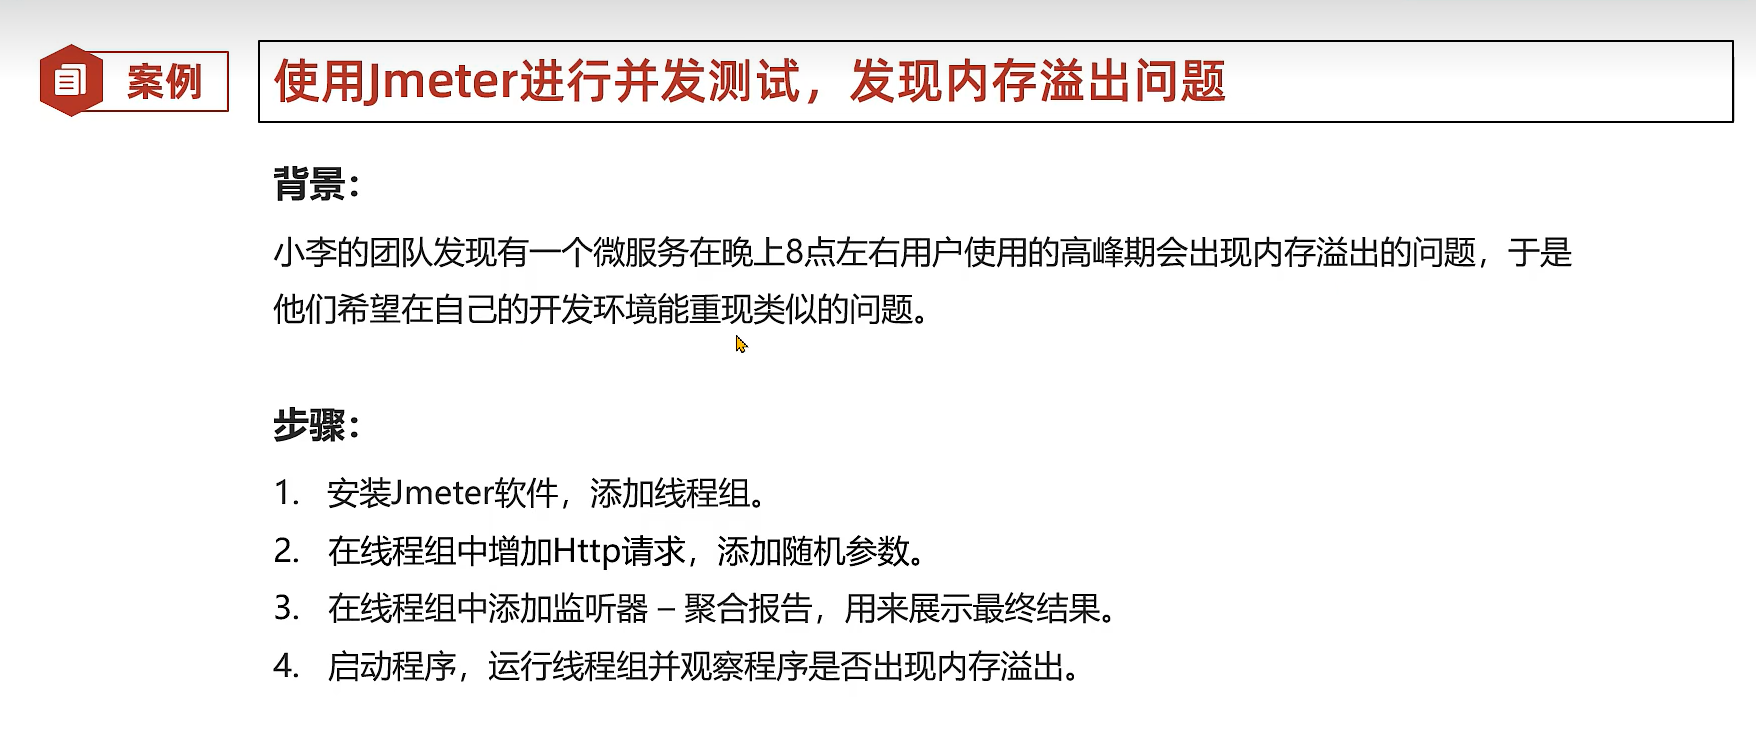 案例
使用Jmeter进行并发测试，发现内存溢出问题
背景：
小李的团队发现有一个微服务在晚上8点左右用户使用的高峰期会出现内存溢出的问题，于是
他们希望在自己的开发环境能重现类似的问题。
步骤：
1. 安装Jmeter软件，添加线程组。
2. 在线程组中增加Http请求，添加随机参数。
3. 在线程组中添加监听器 – 聚合报告，用来展示最终结果。
4. 启动程序，运行线程组并观察程序是否出现内存溢出。